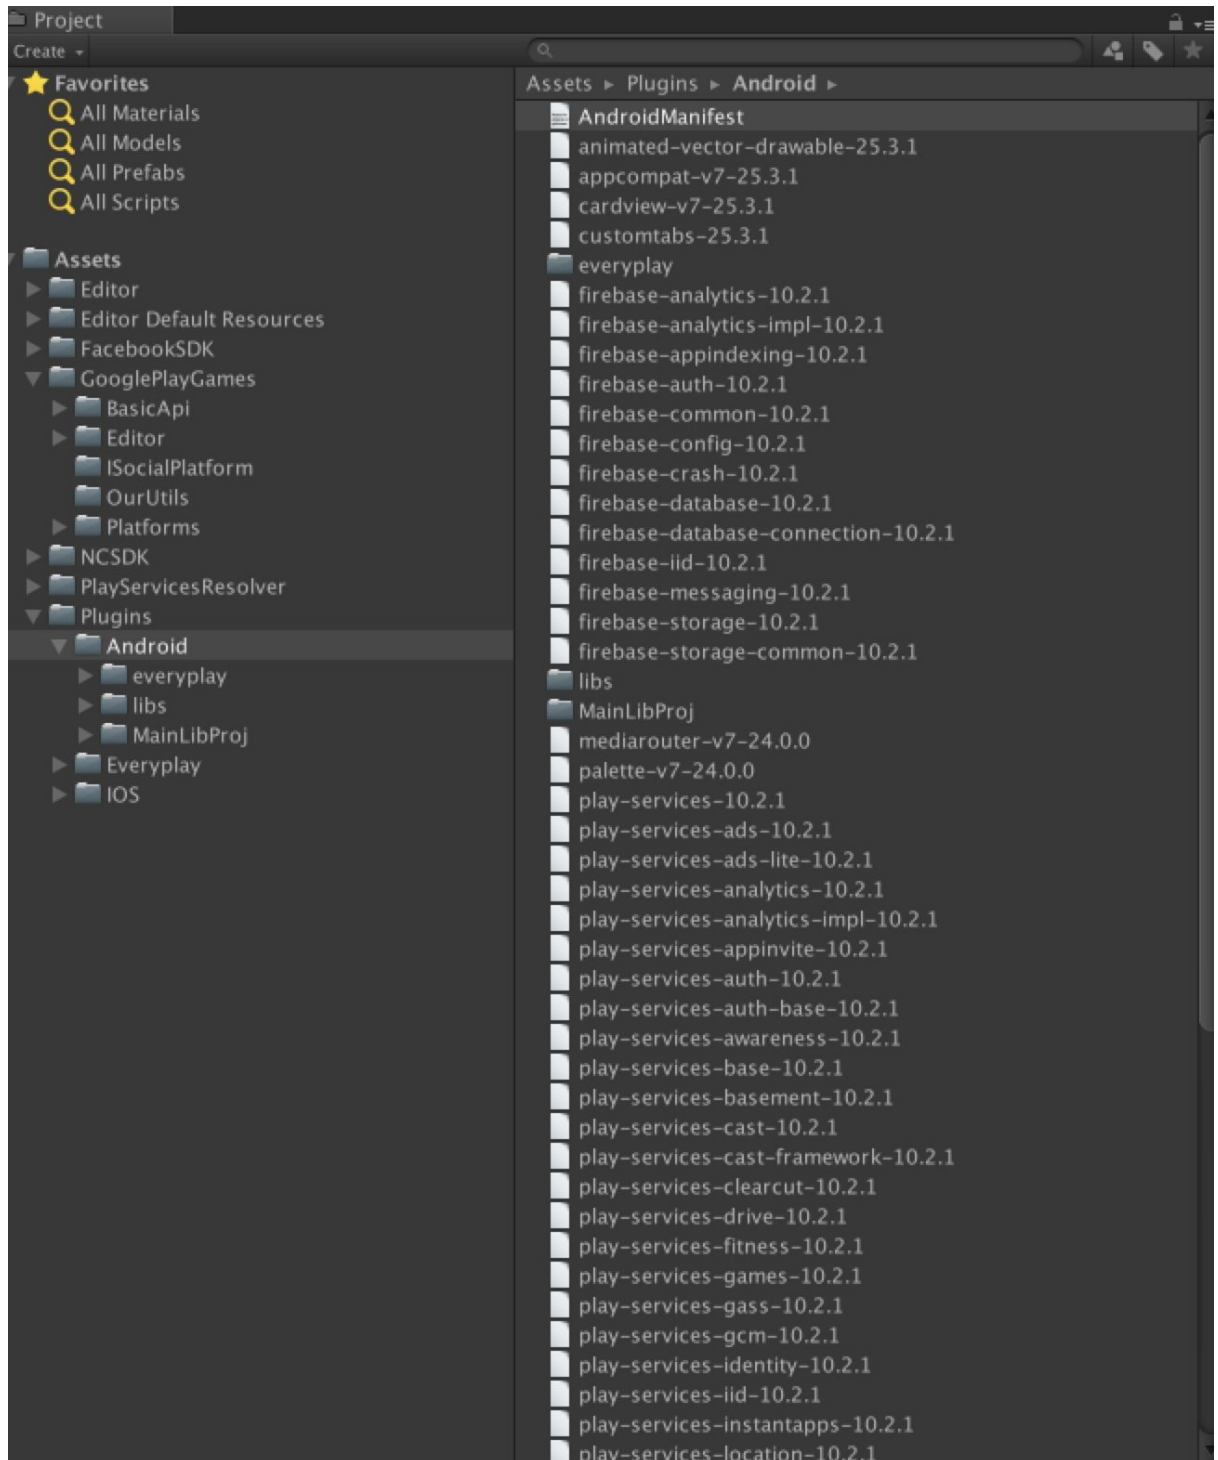 Project
Create
Favorites
All Materials
All Models
All Prefabs
All Scripts
Assets
Editor
Editor Default Resources
FacebookSDK
GooglePlayGames
BasicApi
Editor
ISocialPlatform
OurUtils
Platforms
NCSDK
PlayServicesResolver
Plugins
Android
everyplay
libs
MainLibProj
Everyplay
IOS
Assets ▸ Plugins ▸ Android ▸
AndroidManifest
animated-vector-drawable-25.3.1
appcompat-v7-25.3.1
cardview-v7-25.3.1
customtabs-25.3.1
everyplay
firebase-analytics-10.2.1
firebase-analytics-impl-10.2.1
firebase-appindexing-10.2.1
firebase-auth-10.2.1
firebase-common-10.2.1
firebase-config-10.2.1
firebase-crash-10.2.1
firebase-database-10.2.1
firebase-database-connection-10.2.1
firebase-iid-10.2.1
firebase-messaging-10.2.1
firebase-storage-10.2.1
firebase-storage-common-10.2.1
libs
MainLibProj
mediarouter-v7-24.0.0
palette-v7-24.0.0
play-services-10.2.1
play-services-ads-10.2.1
play-services-ads-lite-10.2.1
play-services-analytics-10.2.1
play-services-analytics-impl-10.2.1
play-services-appinvite-10.2.1
play-services-auth-10.2.1
play-services-auth-base-10.2.1
play-services-awareness-10.2.1
play-services-base-10.2.1
play-services-basement-10.2.1
play-services-cast-10.2.1
play-services-cast-framework-10.2.1
play-services-clearcut-10.2.1
play-services-drive-10.2.1
play-services-fitness-10.2.1
play-services-games-10.2.1
play-services-gass-10.2.1
play-services-gcm-10.2.1
play-services-identity-10.2.1
play-services-iid-10.2.1
play-services-instantapps-10.2.1
play-services-location-10.2.1